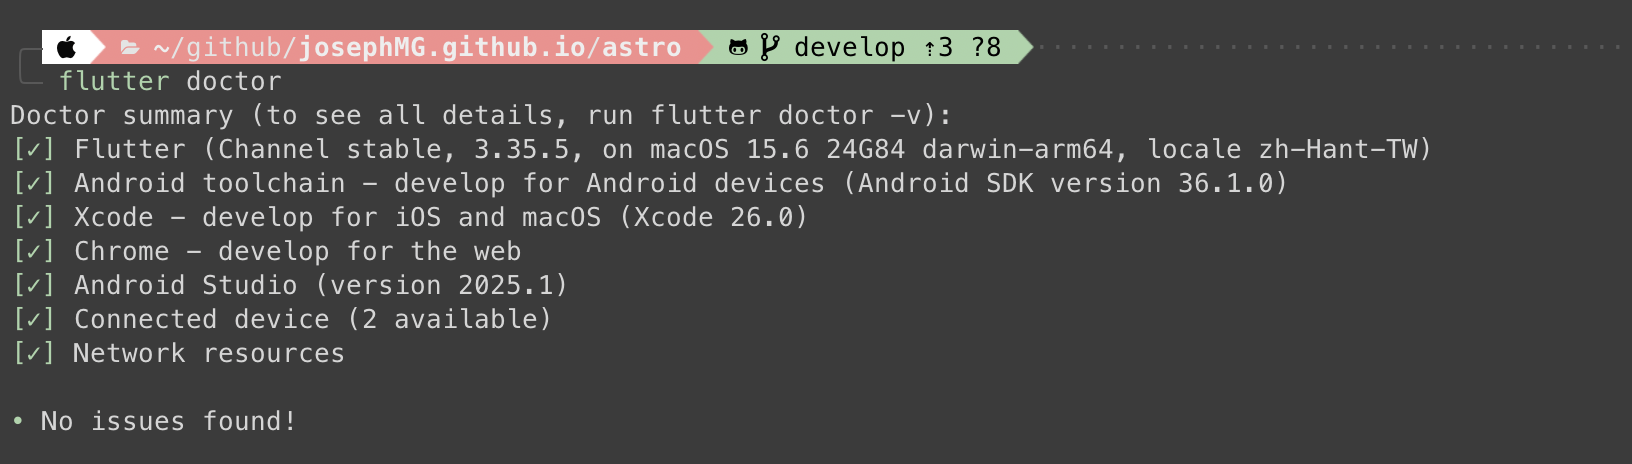 ~/github/josephMG.github.io/astro develop ⇡3 ?8
flutter doctor
Doctor summary (to see all details, run flutter doctor -v):
[✓] Flutter (Channel stable, 3.35.5, on macOS 15.6 24G84 darwin-arm64, locale zh-Hant-TW)
[✓] Android toolchain - develop for Android devices (Android SDK version 36.1.0)
[✓] Xcode - develop for iOS and macOS (Xcode 26.0)
[✓] Chrome - develop for the web
[✓] Android Studio (version 2025.1)
[✓] Connected device (2 available)
[✓] Network resources
• No issues found!